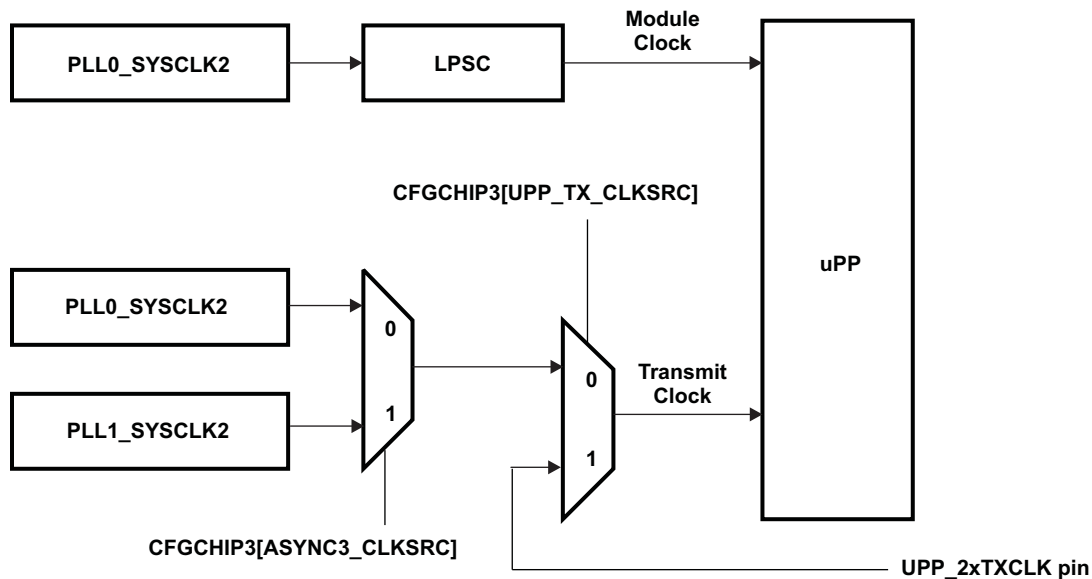 Module
Clock
PLL0_SYSCLK2
LPSC
CFGCHIP3[UPP_TX_CLKSRC]
uPP
PLL0_SYSCLK2
0
0
Transmit
Clock
PLL1_SYSCLK2
1
1
CFGCHIP3[ASYNC3_CLKSRC]
UPP_2xTXCLK pin